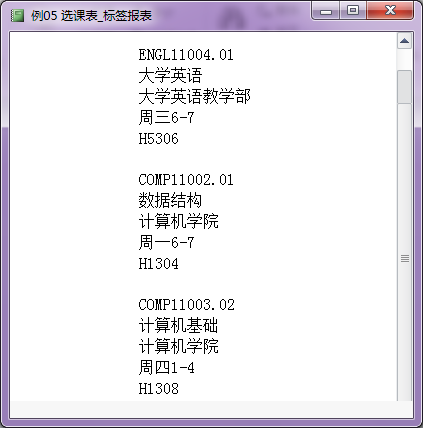 例05 选课表_标签报表
ENGL11004.01
大学英语
大学英语教学部
周三6-7
H5306
COMP11002.01
数据结构
计算机学院
周一6-7
H1304
COMP11003.02
计算机基础
计算机学院
周四1-4
H1308